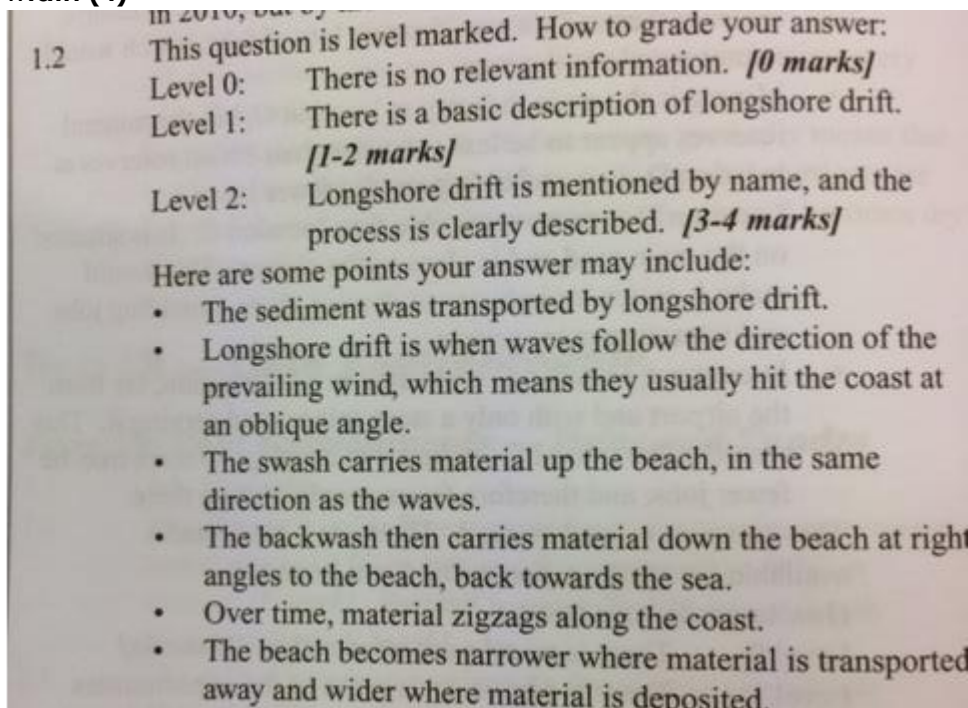 in 2010, but by
1.2 This question is level marked. How to grade your answer:
Level 0: There is no relevant information. [0 marks]
Level 1: There is a basic description of longshore drift.
[1-2 marks]
Level 2: Longshore drift is mentioned by name, and the
process is clearly described. [3-4 marks]
Here are some points your answer may include:
• The sediment was transported by longshore drift.
• Longshore drift is when waves follow the direction of the
prevailing wind, which means they usually hit the coast at
an oblique angle.
• The swash carries material up the beach, in the same
direction as the waves.
• The backwash then carries material down the beach at right
angles to the beach, back towards the sea.
• Over time, material zigzags along the coast.
• The beach becomes narrower where material is transported
away and wider where material is deposited.